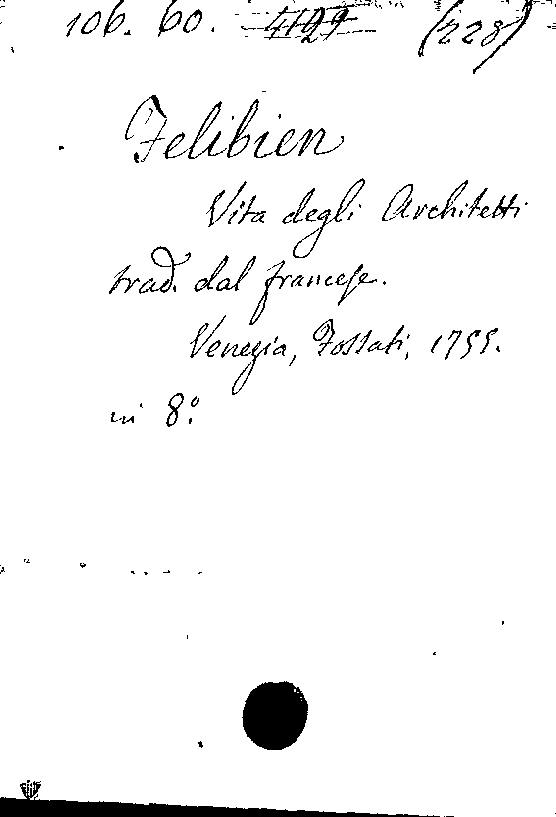 106. 60. 4129 (228)
Felibien
Vita degli Architetti
trad. dal francese.
Venezia, Fossati, 1755.
in 8.º